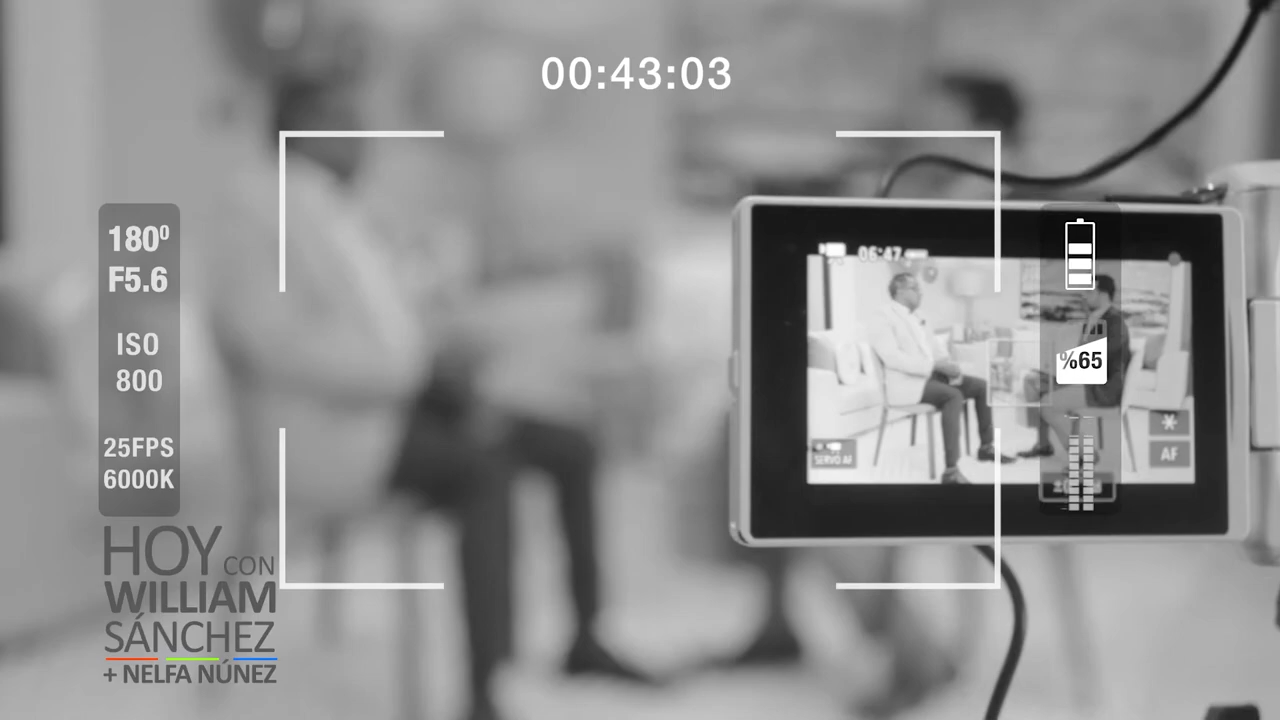 00:43:03
180⁰
F5.6
ISO
800
25FPS
6000K
06:47
%65
SERVO AF
AF
HOY CON
WILLIAM
SÁNCHEZ
+ NELFA NÚNEZ